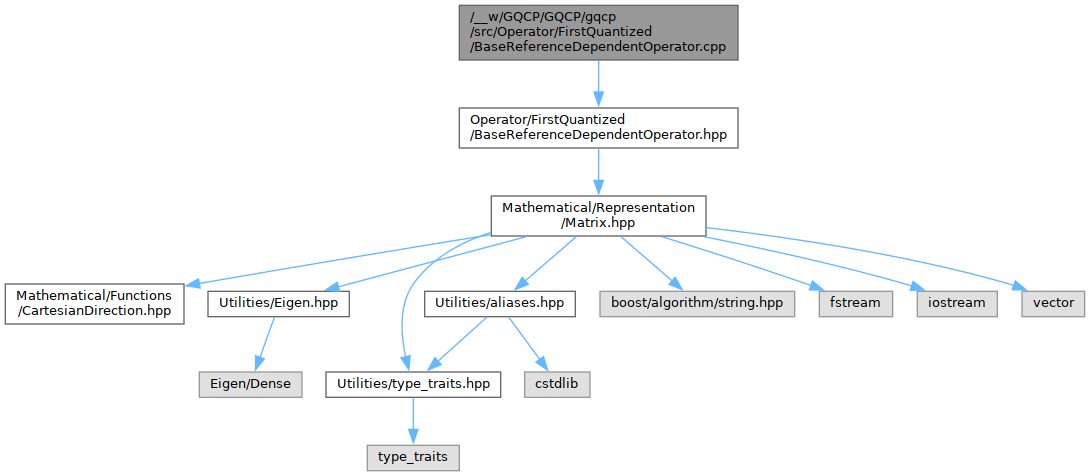 /__w/GQCP/GQCP/gqcp
/src/Operator/FirstQuantized
/BaseReferenceDependentOperator.cpp
Operator/FirstQuantized
/BaseReferenceDependentOperator.hpp
Mathematical/Representation
/Matrix.hpp
Mathematical/Functions
/CartesianDirection.hpp
Utilities/Eigen.hpp
Utilities/aliases.hpp
boost/algorithm/string.hpp
fstream
iostream
vector
Eigen/Dense
Utilities/type_traits.hpp
cstdlib
type_traits